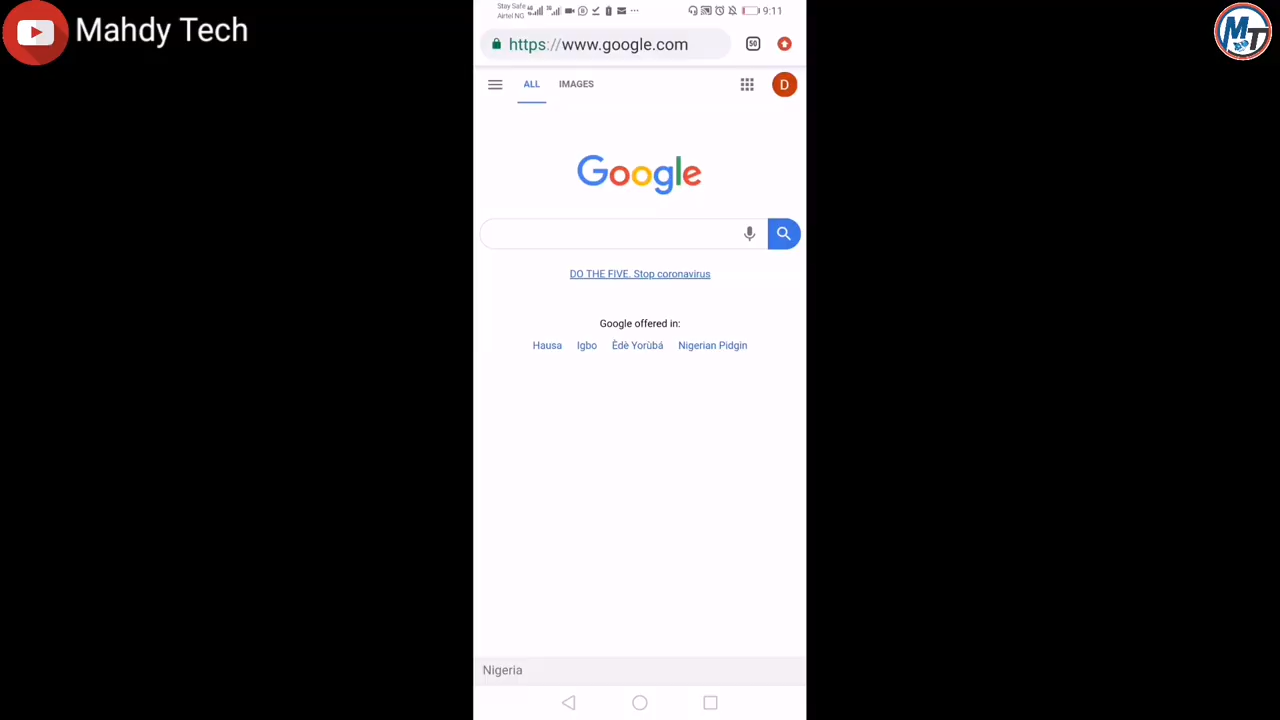 Mahdy Tech
MT
Stay Safe
Airtel NG
9:11
https://www.google.com
50
ALL IMAGES
D
Google
DO THE FIVE. Stop coronavirus
Google offered in:
Hausa Igbo Èdè Yorùbá Nigerian Pidgin
Nigeria